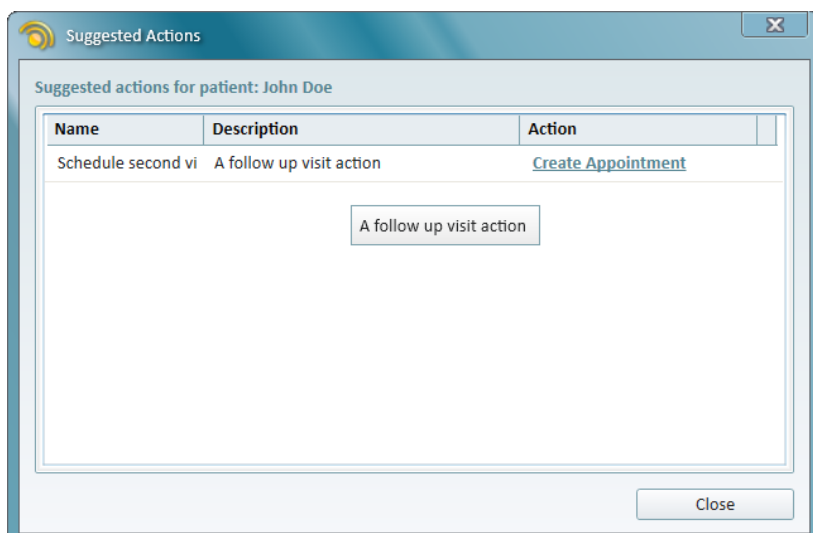 Suggested Actions
Suggested actions for patient: John Doe
Name Description Action
Schedule second vi A follow up visit action Create Appointment
A follow up visit action
Close